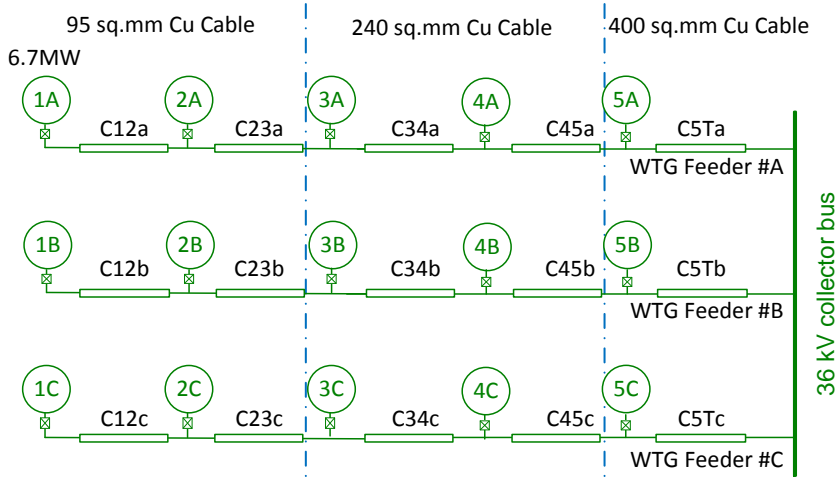 95 sq.mm Cu Cable
240 sq.mm Cu Cable
400 sq.mm Cu Cable
6.7MW
1A
2A
3A
4A
5A
C12a
C23a
C34a
C45a
C5Ta
WTG Feeder #A
1B
2B
3B
4B
5B
C12b
C23b
C34b
C45b
C5Tb
WTG Feeder #B
1C
2C
3C
4C
5C
C12c
C23c
C34c
C45c
C5Tc
WTG Feeder #C
36 kV collector bus